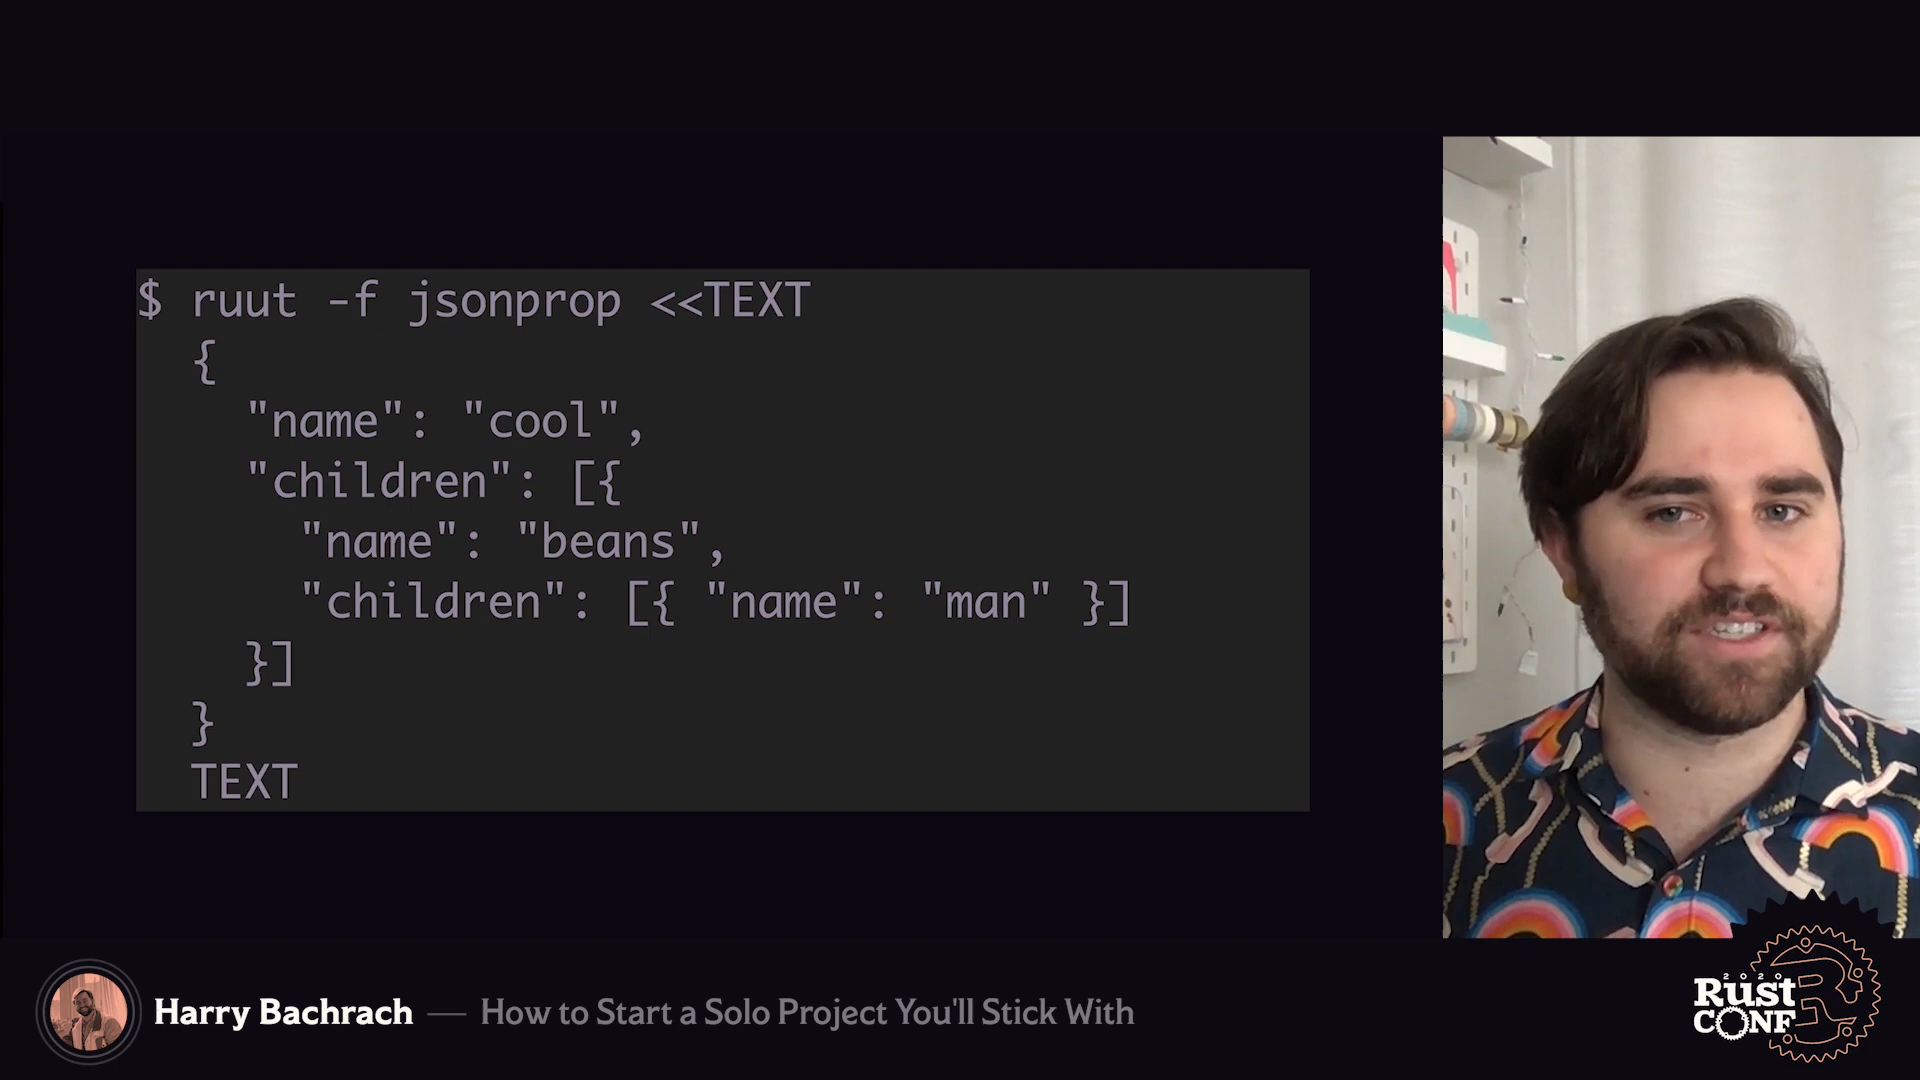 $ ruut -f jsonprop <<TEXT
{
"name": "cool",
"children": [{
"name": "beans",
"children": [{ "name": "man" }]
}]
}
TEXT
Harry Bachrach — How to Start a Solo Project You'll Stick With
2020
Rust
CONF